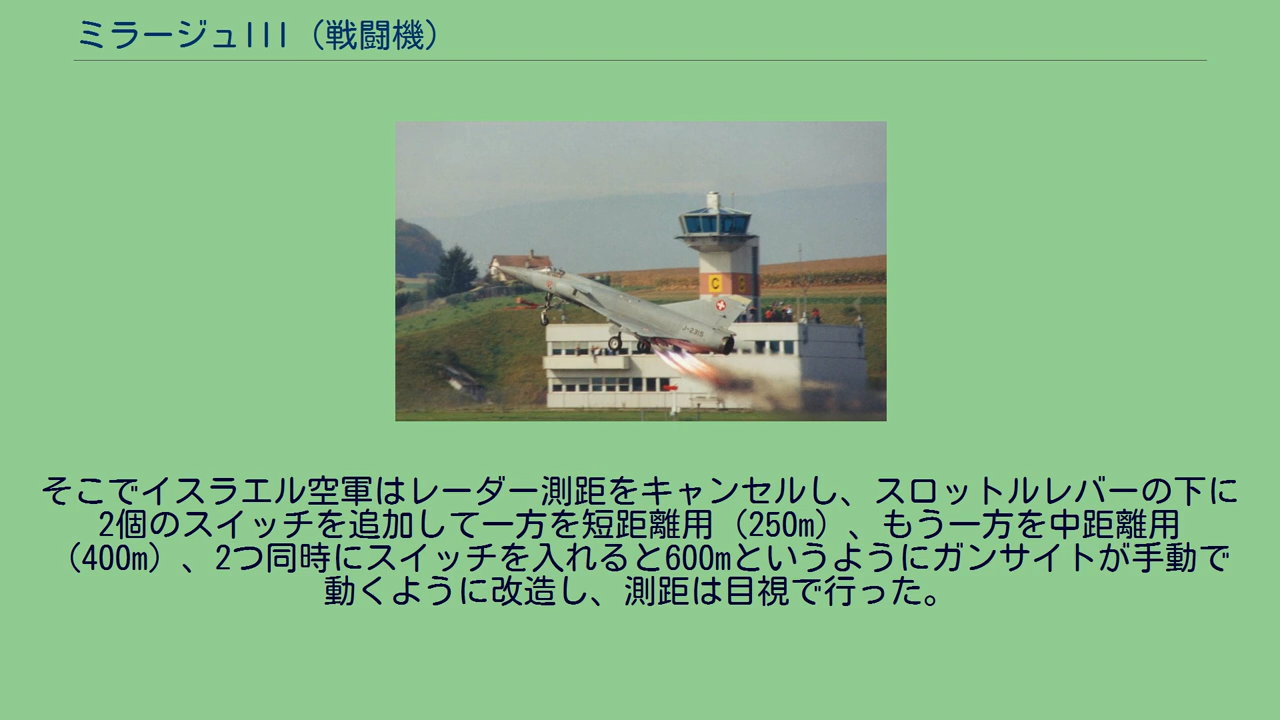 ミラージュIII（戦闘機）
C
J-2315
そこでイスラエル空軍はレーダー測距をキャンセルし、スロットルレバーの下に
2個のスイッチを追加して一方を短距離用（250m）、もう一方を中距離用
（400m）、2つ同時にスイッチを入れると600mというようにガンサイトが手動で
動くように改造し、測距は目視で行った。